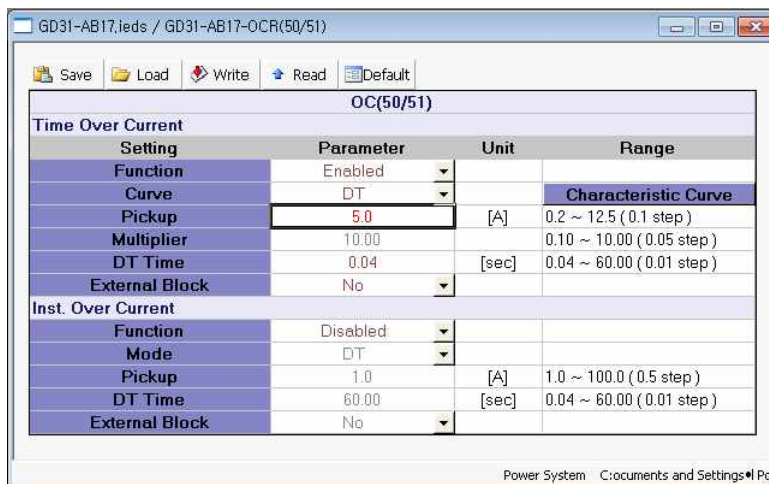 GD31-AB17.ieds / GD31-AB17-OCR(50/51)
Save Load Write Read Default
OC(50/51)
Time Over Current
Setting Parameter Unit Range
Function Enabled
Curve DT Characteristic Curve
Pickup 5.0 [A] 0.2 ~ 12.5 ( 0.1 step )
Multiplier 10.00 0.10 ~ 10.00 ( 0.05 step )
DT Time 0.04 [sec] 0.04 ~ 60.00 ( 0.01 step )
External Block No
Inst. Over Current
Function Disabled
Mode DT
Pickup 1.0 [A] 1.0 ~ 100.0 ( 0.5 step )
DT Time 60.00 [sec] 0.04 ~ 60.00 ( 0.01 step )
External Block No
Power System C:ocuments and Settings